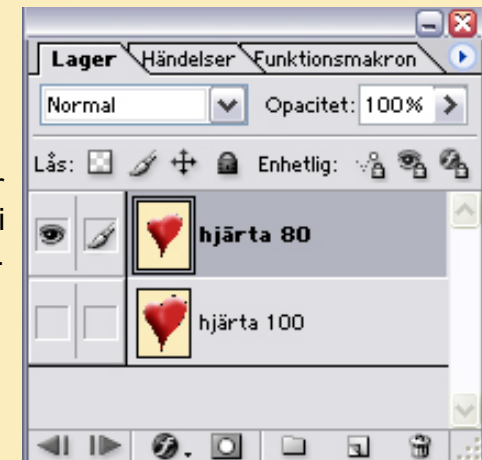 Lager Händelser Funktionsmakron
Normal Opacitet: 100%
Lås: Enhetlig:
hjärta 80
i
hjärta 100